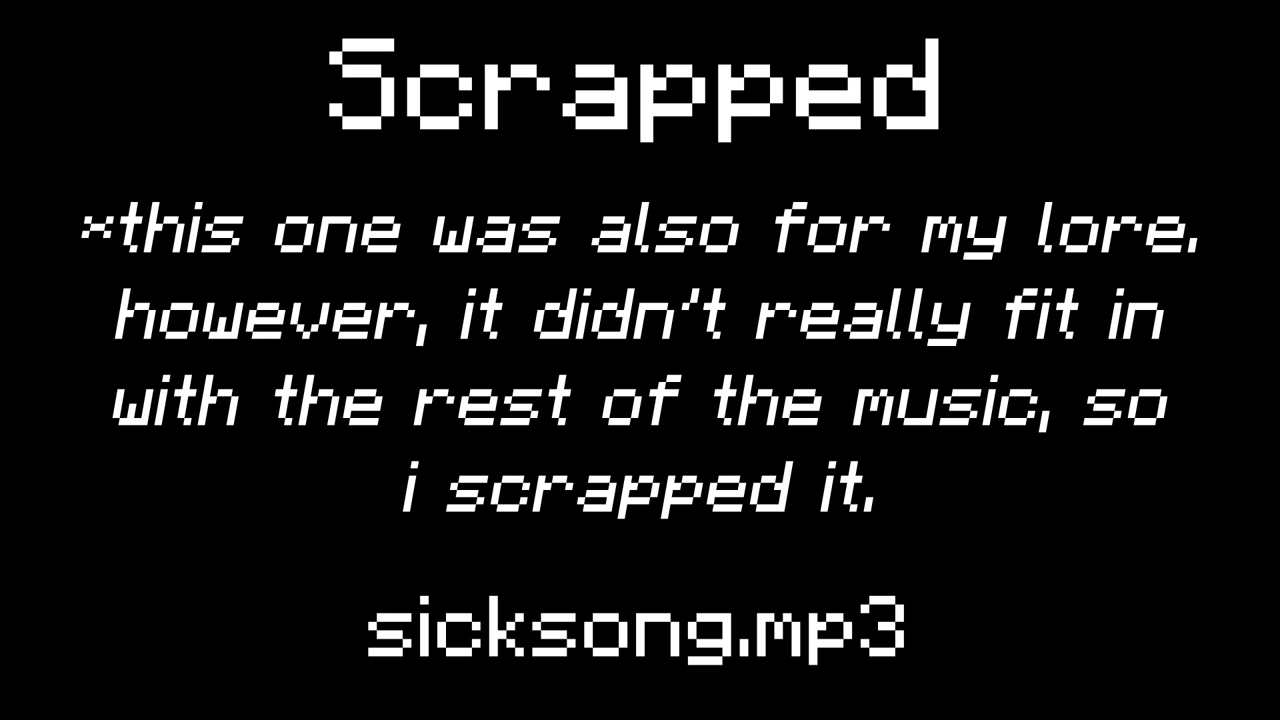 Scrapped
*this one was also for my lore.
however, it didn't really fit in
with the rest of the music, so
i scrapped it.
sicksong.mp3